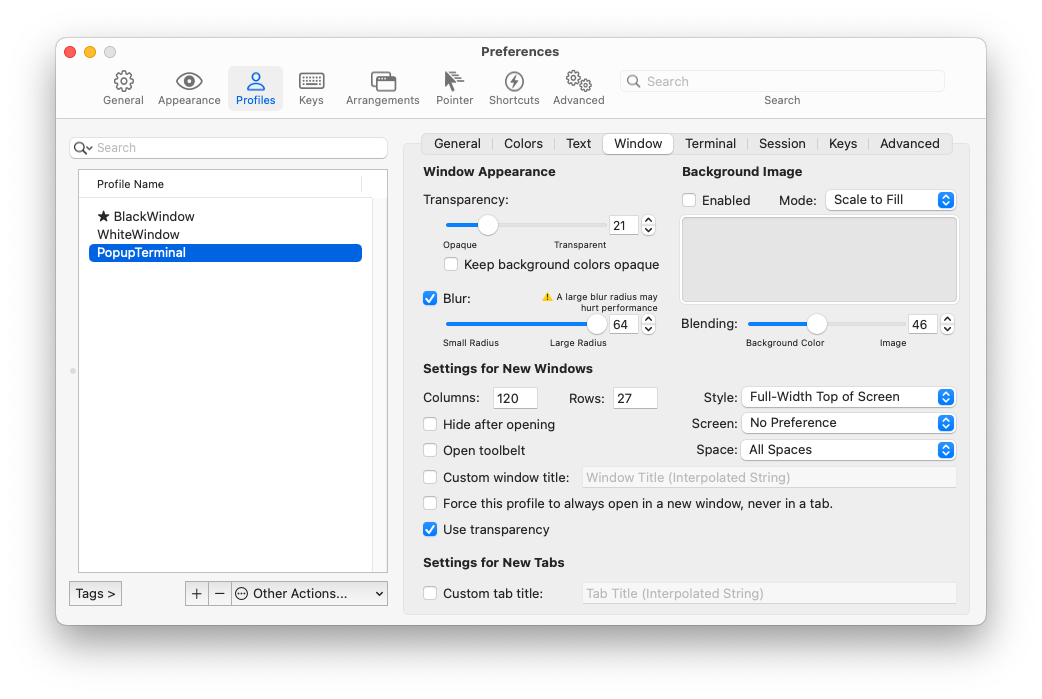 Preferences
General Appearance Profiles Keys Arrangements Pointer Shortcuts Advanced Search
Search
Search
Profile Name
★ BlackWindow
WhiteWindow
PopupTerminal
Tags >
+ − Other Actions...
General Colors Text Window Terminal Session Keys Advanced
Window Appearance
Transparency:
21
Opaque Transparent
Keep background colors opaque
Blur:
A large blur radius may
hurt performance
64
Small Radius Large Radius
Background Image
Enabled Mode: Scale to Fill
Blending: 46
Background Color Image
Settings for New Windows
Columns: 120 Rows: 27 Style: Full-Width Top of Screen
Hide after opening Screen: No Preference
Open toolbelt Space: All Spaces
Custom window title: Window Title (Interpolated String)
Force this profile to always open in a new window, never in a tab.
Use transparency
Settings for New Tabs
Custom tab title: Tab Title (Interpolated String)